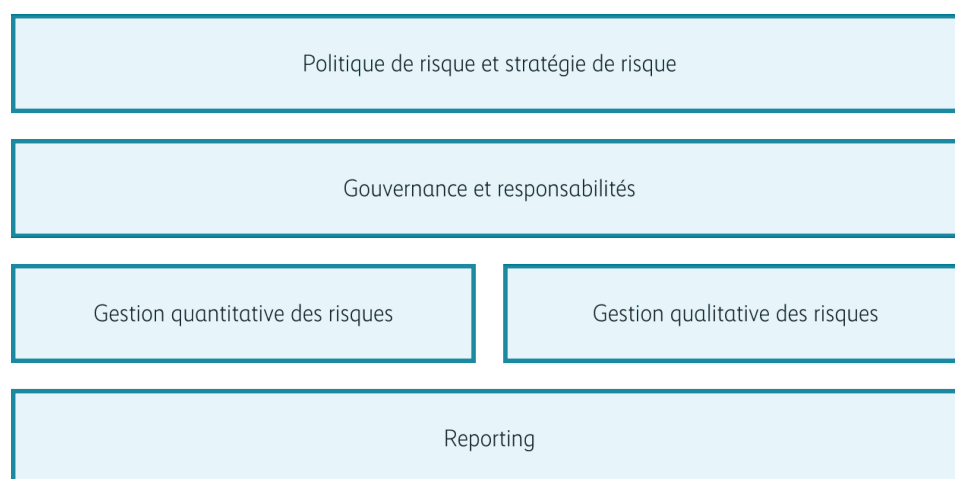 Politique de risque et stratégie de risque
Gouvernance et responsabilités
Gestion quantitative des risques
Gestion qualitative des risques
Reporting